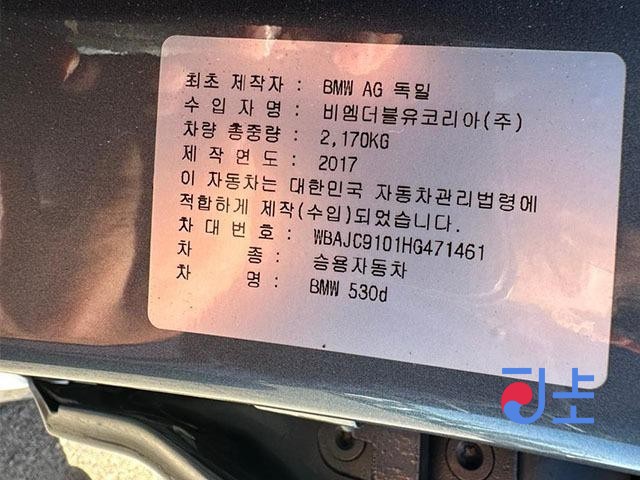 최초 제작자 : BMW AG 독일
수 입 자 명 : 비엠더블유코리아(주)
차량 총중량 : 2,170KG
제 작 연 도 : 2017
이 자동차는 대한민국 자동차관리법령에
적합하게 제작(수입)되었습니다.
차 대 번 호 : WBAJC9101HG471461
차 종 : 승용자동차
차 명 : BMW 530d